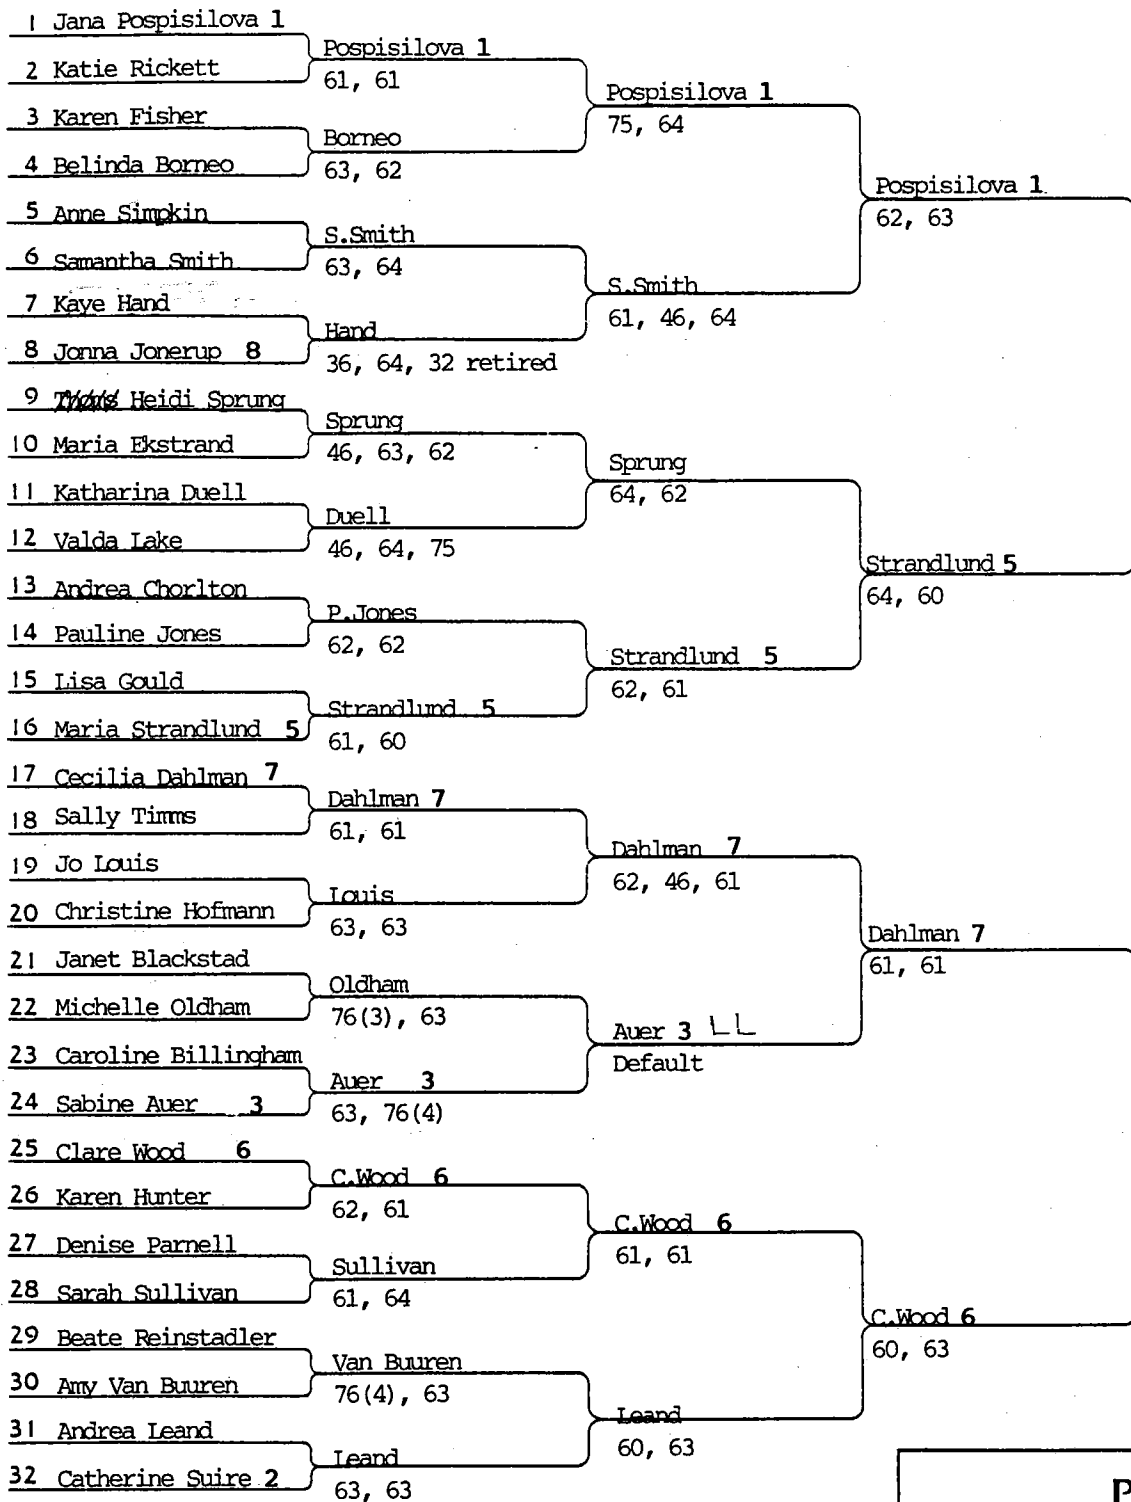 1 Jana Pospisilova 1
2 Katie Rickett
3 Karen Fisher
4 Belinda Borneo
5 Anne Simpkin
6 Samantha Smith
7 Kaye Hand
8 Jonna Jonerup 8
9 Heidi Sprung
10 Maria Ekstrand
11 Katharina Duell
12 Valda Lake
13 Andrea Chorlton
14 Pauline Jones
15 Lisa Gould
16 Maria Strandlund 5
17 Cecilia Dahlman 7
18 Sally Timms
19 Jo Louis
20 Christine Hofmann
21 Janet Blackstad
22 Michelle Oldham
23 Caroline Billingham
24 Sabine Auer 3
25 Clare Wood 6
26 Karen Hunter
27 Denise Parnell
28 Sarah Sullivan
29 Beate Reinstadler
30 Amy Van Buuren
31 Andrea Leand
32 Catherine Suire 2
Pospisilova 1
61, 61
Borneo
63, 62
S.Smith
63, 64
Hand
36, 64, 32 retired
Sprung
46, 63, 62
Duell
46, 64, 75
P.Jones
62, 62
Strandlund 5
61, 60
Dahlman 7
61, 61
Louis
63, 63
Oldham
76(3), 63
Auer 3
63, 76(4)
C.Wood 6
62, 61
Sullivan
61, 64
Van Buuren
76(4), 63
Leand
63, 63
Pospisilova 1
75, 64
S.Smith
61, 46, 64
Sprung
64, 62
Strandlund 5
62, 61
Dahlman 7
62, 46, 61
Auer 3 LL
Default
C.Wood 6
61, 61
Leand
60, 63
Pospisilova 1
62, 63
Strandlund 5
64, 60
Dahlman 7
61, 61
C.Wood 6
60, 63
P